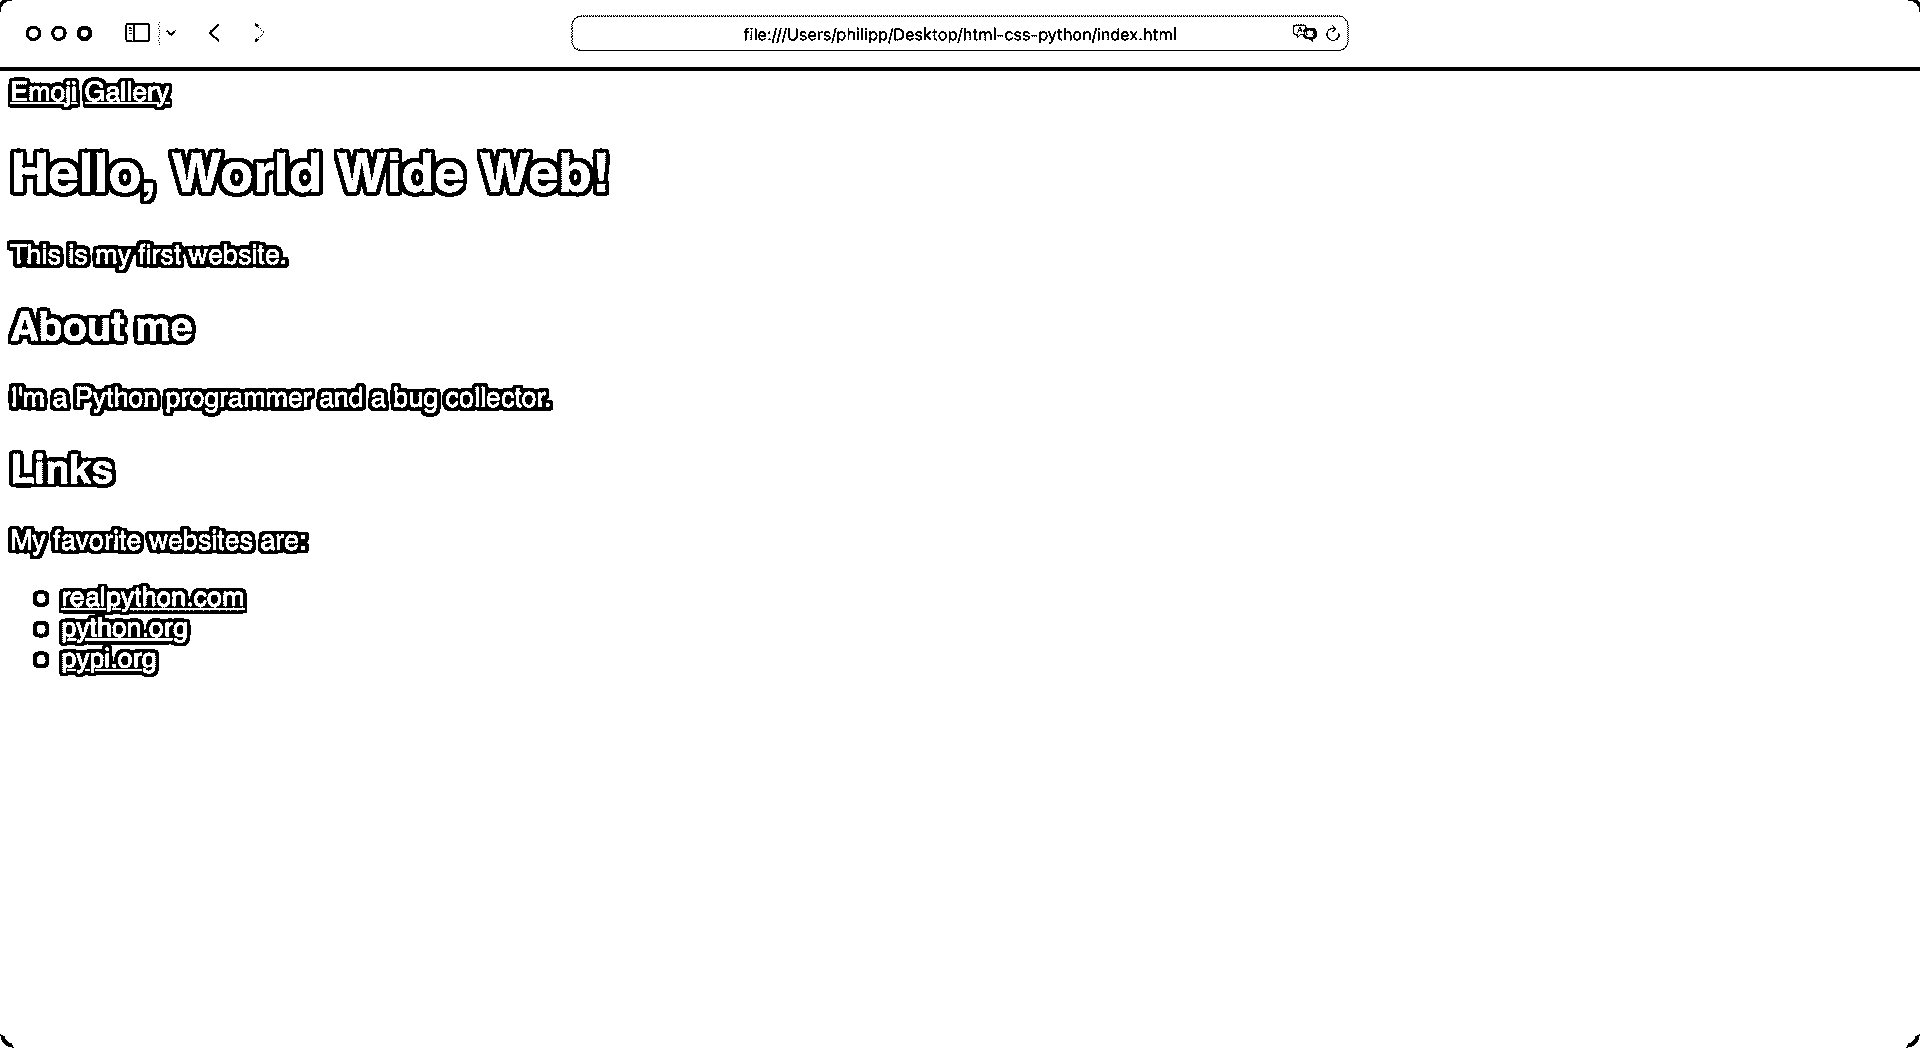 file:///Users/philipp/Desktop/html-css-python/index.html
Emoji Gallery
Hello, World Wide Web!
This is my first website.
About me
I'm a Python programmer and a bug collector.
Links
My favorite websites are:
realpython.com
python.org
pypi.org